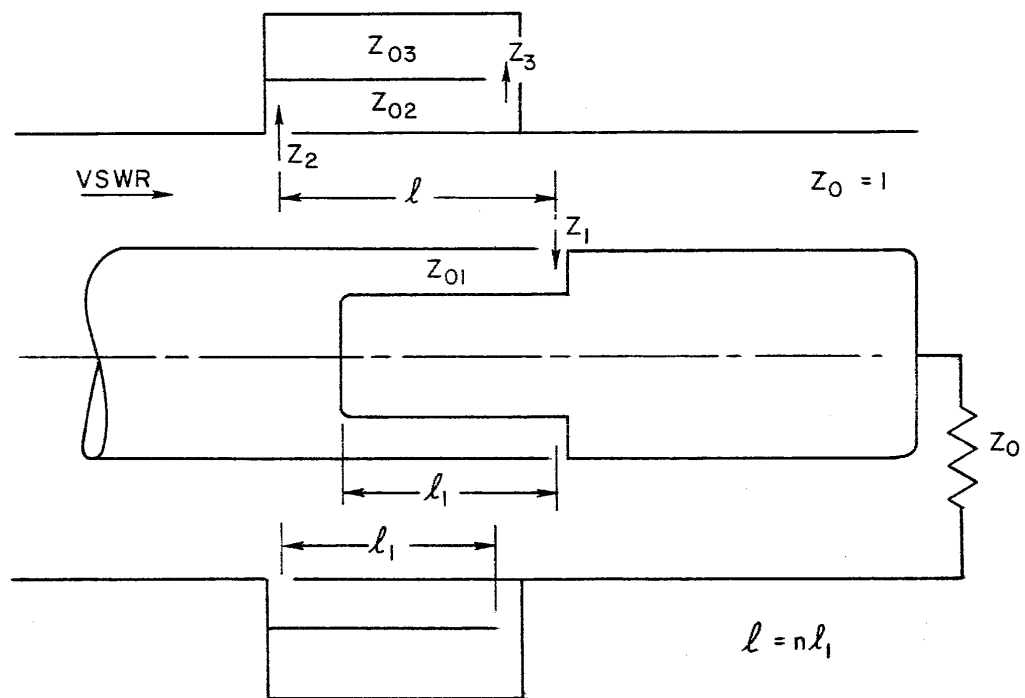 Z03
Z3
Z02
Z2
VSWR
Z0 = 1
ℓ
Z1
Z01
Z0
ℓ1
ℓ1
ℓ = nℓ1